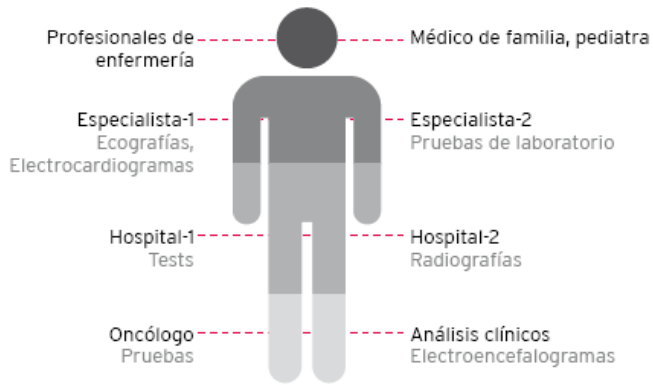 Profesionales de
enfermería
Médico de familia, pediatra
Especialista-1
Ecografías,
Electrocardiogramas
Especialista-2
Pruebas de laboratorio
Hospital-1
Tests
Hospital-2
Radiografías
Oncólogo
Pruebas
Análisis clínicos
Electroencefalogramas